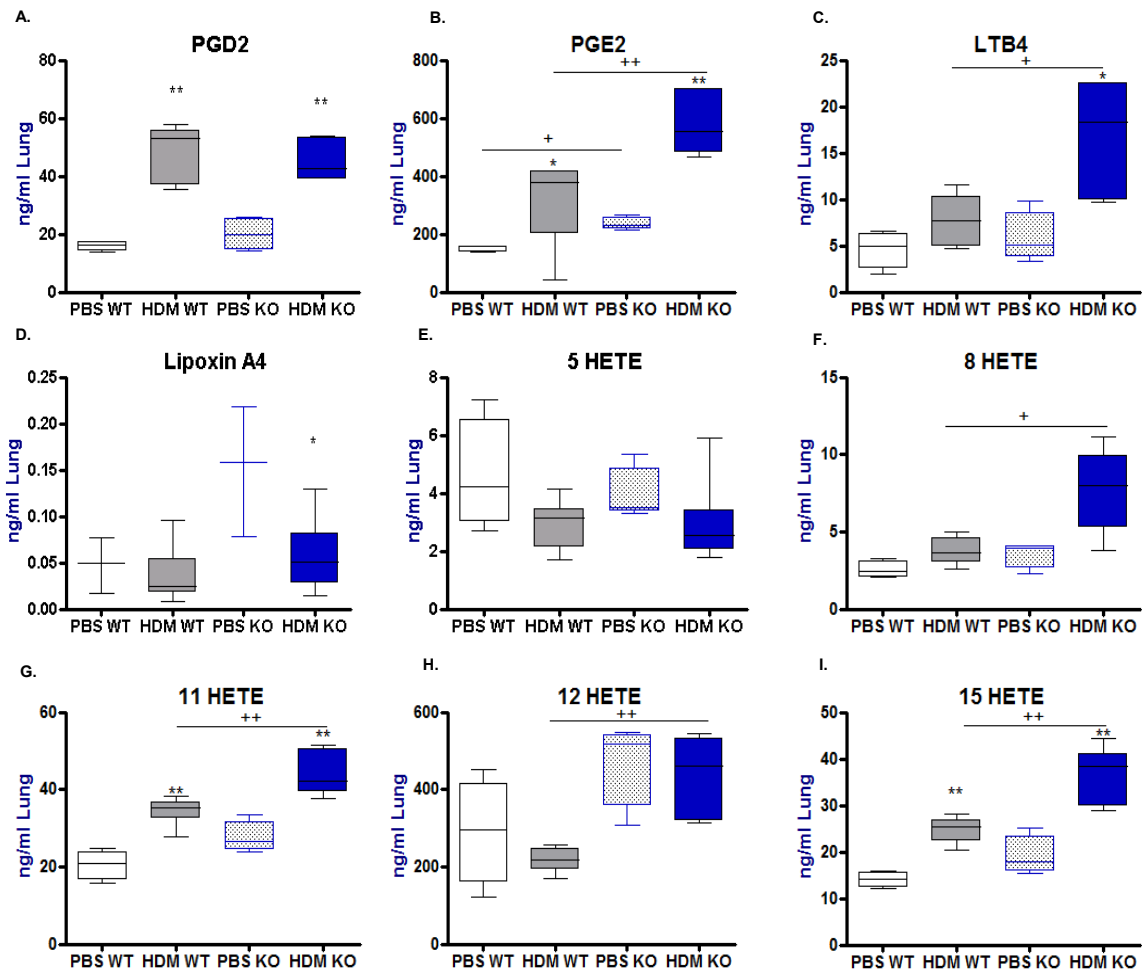 A.
B.
C.
PGD2
PGE2
LTB4
ng/ml Lung
80
60
40
20
0
**
**
PBS WT HDM WT PBS KO HDM KO
ng/ml Lung
800
600
400
200
0
++
**
+
*
PBS WT HDM WT PBS KO HDM KO
ng/ml Lung
25
20
15
10
5
0
+
*
PBS WT HDM WT PBS KO HDM KO
D.
E.
F.
Lipoxin A4
5 HETE
8 HETE
ng/ml Lung
0.25
0.20
0.15
0.10
0.05
0.00
*
PBS WT HDM WT PBS KO HDM KO
ng/ml Lung
8
6
4
2
0
PBS WT HDM WT PBS KO HDM KO
ng/ml Lung
15
10
5
0
+
PBS WT HDM WT PBS KO HDM KO
G.
H.
I.
11 HETE
12 HETE
15 HETE
ng/ml Lung
60
40
20
0
++
**
**
PBS WT HDM WT PBS KO HDM KO
ng/ml Lung
600
400
200
0
++
PBS WT HDM WT PBS KO HDM KO
ng/ml Lung
50
40
30
20
10
0
++
**
**
PBS WT HDM WT PBS KO HDM KO